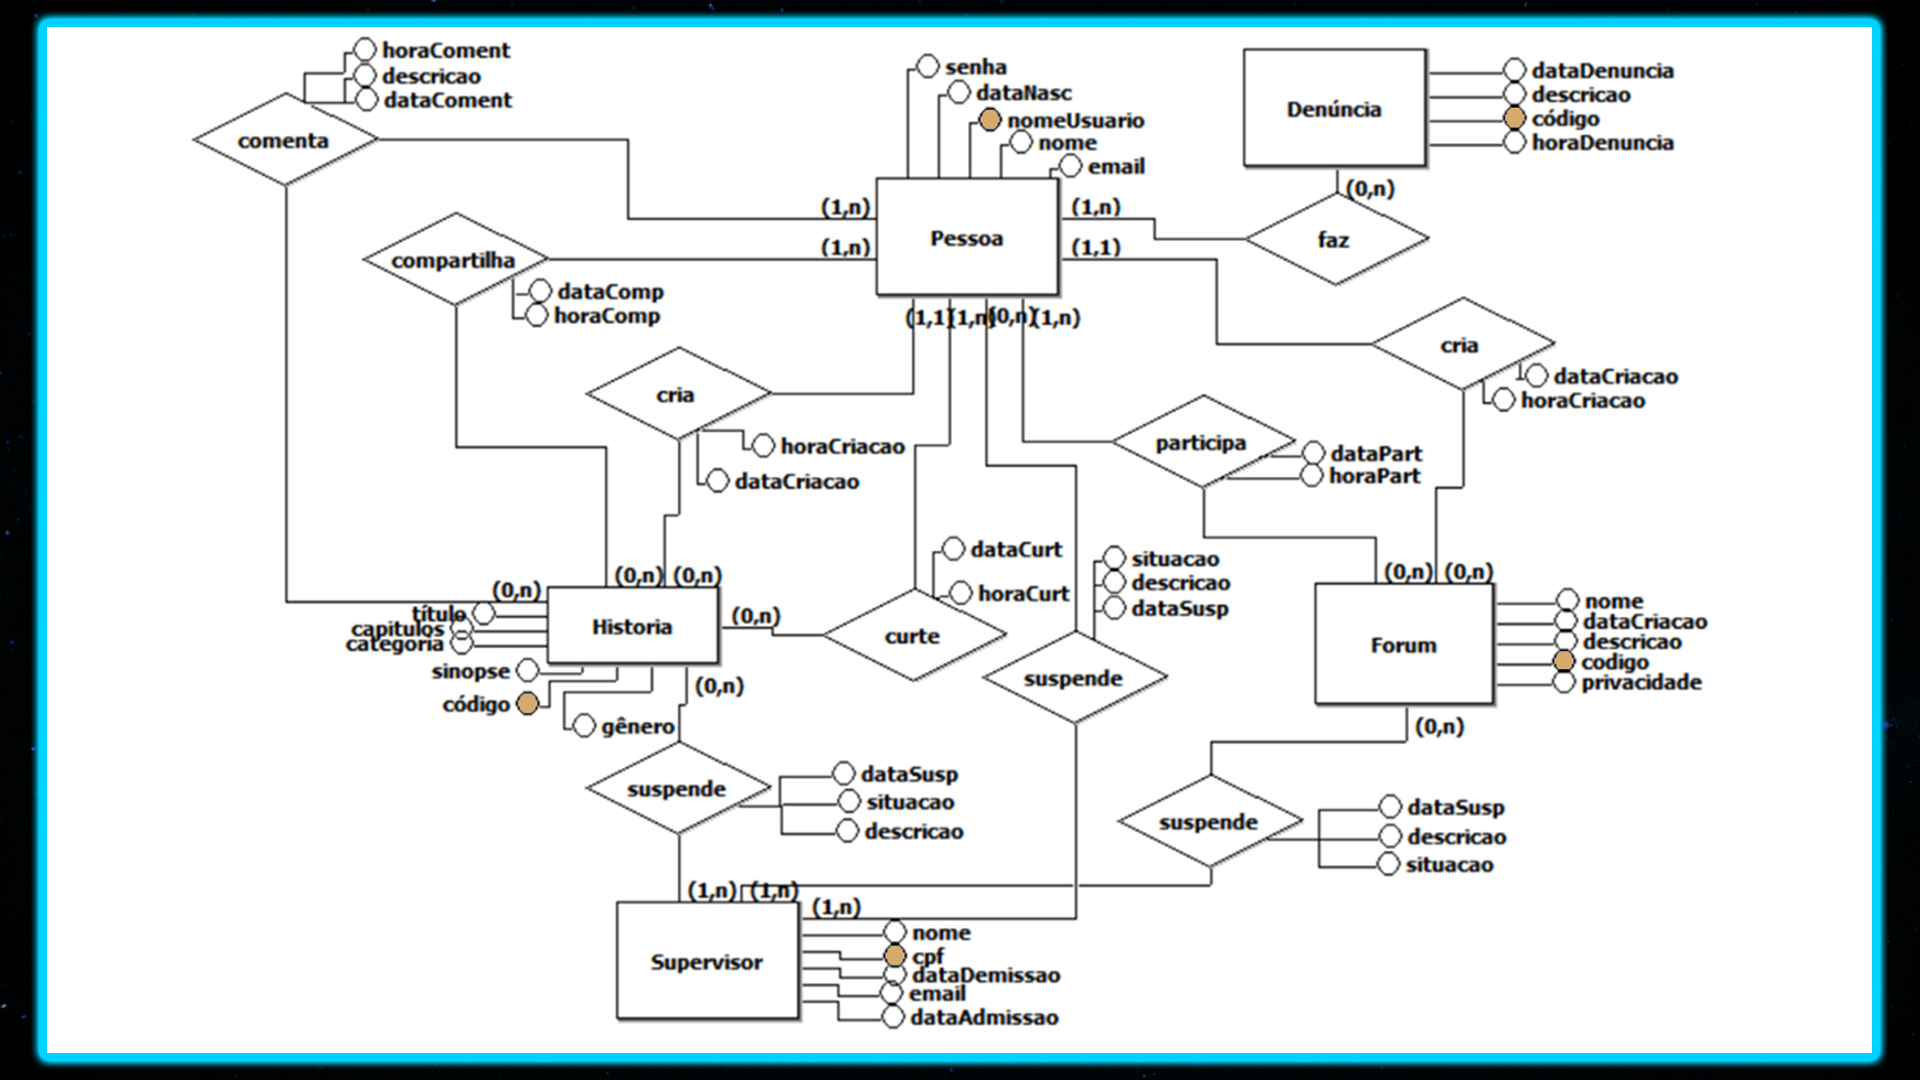 horaComent
descricao
dataComent
comenta
senha
dataNasc
nomeUsuario
nome
email
Denúncia
dataDenuncia
descricao
código
horaDenuncia
(0,n)
(1,n)
(1,n)
Pessoa
(1,n)
(1,1)
faz
compartilha
dataComp
horaComp
(1,1)
(1,n)
(0,n)
(1,n)
cria
horaCriacao
dataCriacao
cria
dataCriacao
horaCriacao
participa
dataPart
horaPart
dataCurt
horaCurt
curte
situacao
descricao
dataSusp
suspende
(0,n)
(0,n)
(0,n)
(0,n)
Historia
título
capitulos
categoria
sinopse
código
gênero
(0,n)
(0,n)
(0,n)
Forum
nome
dataCriacao
descricao
codigo
privacidade
(0,n)
suspende
dataSusp
situacao
descricao
suspende
dataSusp
descricao
situacao
(1,n)
(1,n)
(1,n)
Supervisor
nome
cpf
dataDemissao
email
dataAdmissao